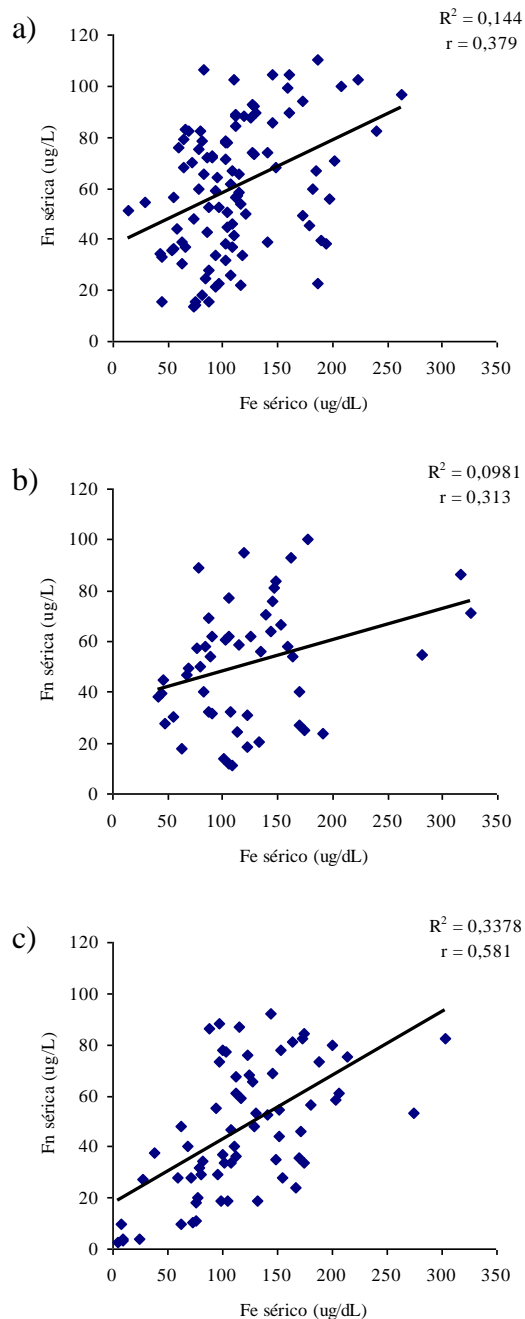 a)
R² = 0,144
r = 0,379
120
100
80
60
40
20
0
Fn sérica (ug/L)
0 50 100 150 200 250 300 350
Fe sérico (ug/dL)
b)
R² = 0,0981
r = 0,313
120
100
80
60
40
20
0
Fn sérica (ug/L)
0 50 100 150 200 250 300 350
Fe sérico (ug/dL)
c)
R² = 0,3378
r = 0,581
120
100
80
60
40
20
0
Fn sérica (ug/L)
0 50 100 150 200 250 300 350
Fe sérico (ug/dL)